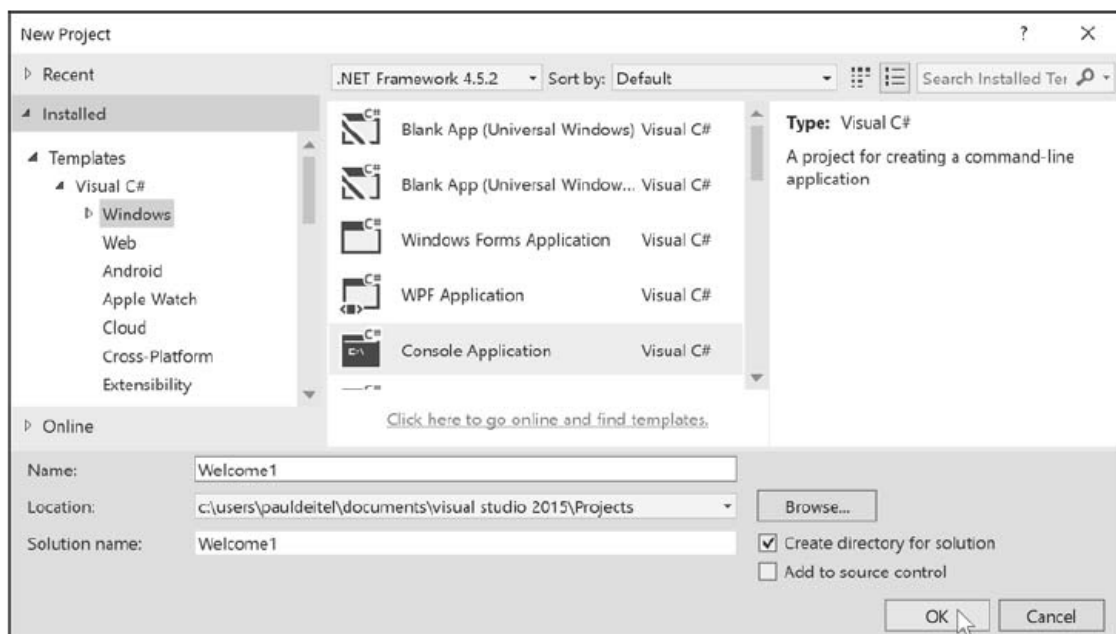 New Project ?
Recent
Installed
Templates
Visual C#
Windows
Web
Android
Apple Watch
Cloud
Cross-Platform
Extensibility
Online
.NET Framework 4.5.2 Sort by: Default Search Installed Ter
C# Blank App (Universal Windows) Visual C#
C# Blank App (Universal Window... Visual C#
C# Windows Forms Application Visual C#
C# WPF Application Visual C#
C# C:\ Console Application Visual C#
C#
Click here to go online and find templates.
Type: Visual C#
A project for creating a command-line
application
Name: Welcome1
Location: c:\users\pauldeitel\documents\visual studio 2015\Projects Browse...
Solution name: Welcome1
Create directory for solution
Add to source control
OK Cancel